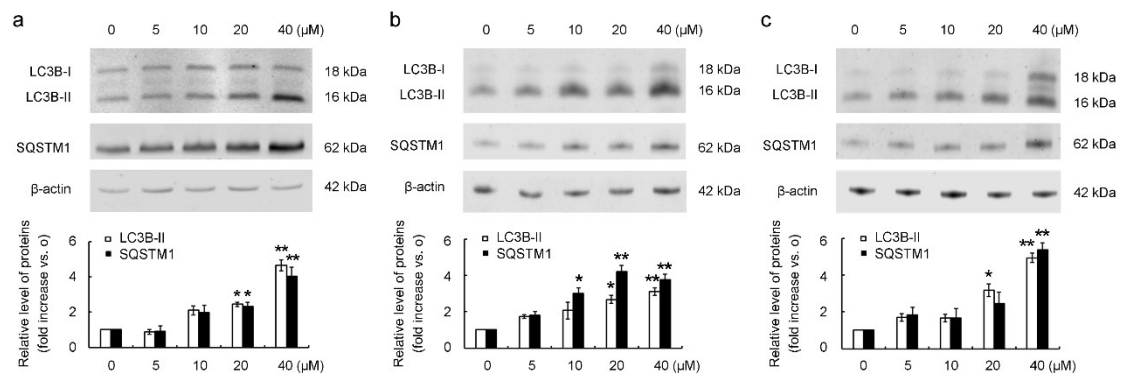 a
0 5 10 20 40 (μM)
LC3B-I 18 kDa
LC3B-II 16 kDa
SQSTM1 62 kDa
β-actin 42 kDa
Relative level of proteins
(fold increase vs. o)
LC3B-II
SQSTM1
6
4
2
0
** **
* *
0 5 10 20 40 (μM)
b
0 5 10 20 40 (μM)
LC3B-I 18 kDa
LC3B-II 16 kDa
SQSTM1 62 kDa
β-actin 42 kDa
Relative level of proteins
(fold increase vs. o)
LC3B-II
SQSTM1
6
4
2
0
* * ** ** **
0 5 10 20 40 (μM)
c
0 5 10 20 40 (μM)
LC3B-I 18 kDa
LC3B-II 16 kDa
SQSTM1 62 kDa
β-actin 42 kDa
Relative level of proteins
(fold increase vs. o)
LC3B-II
SQSTM1
6
4
2
0
* ** **
0 5 10 20 40 (μM)